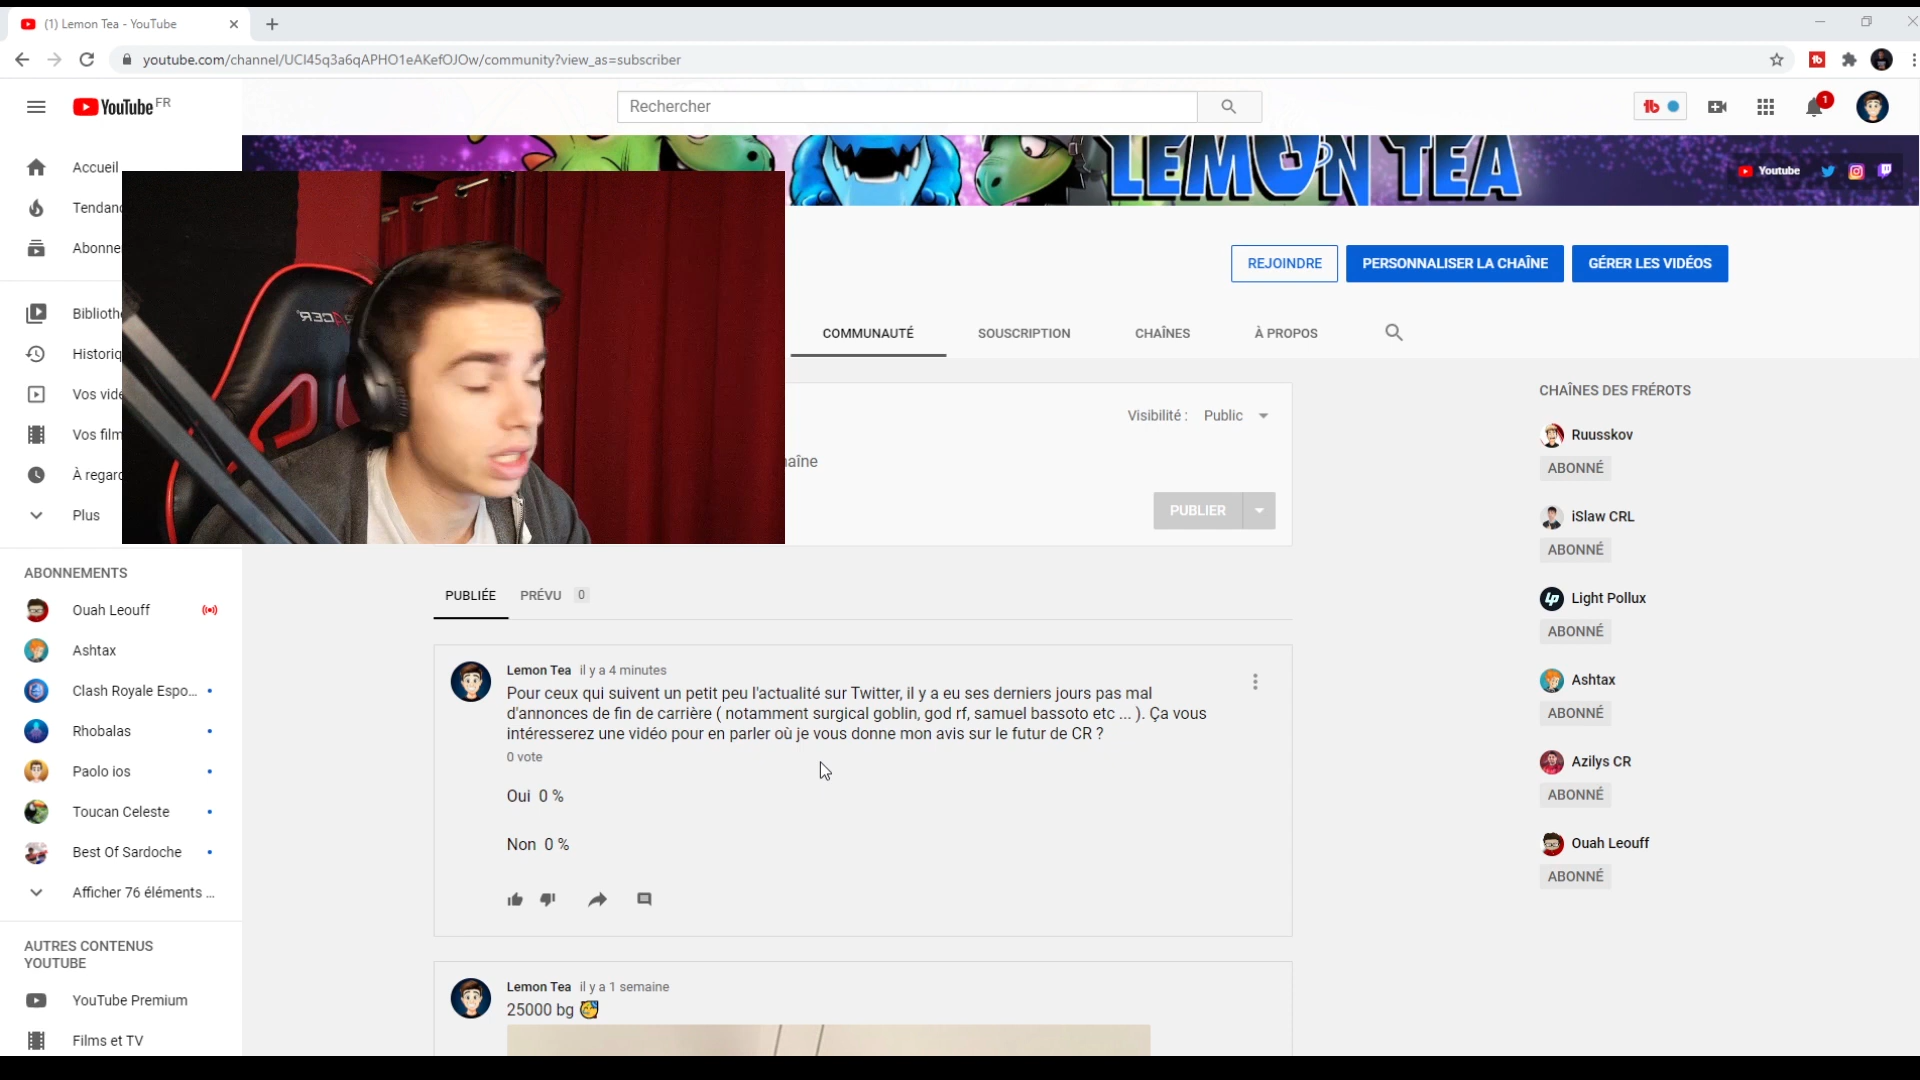 (1) Lemon Tea - YouTube
youtube.com/channel/UCI45q3a6qAPHO1eAKefOJOw/community?view_as=subscriber
YouTube FR
Rechercher
1
Accueil
Tendanc
Abonne
Biblioth
Historiq
Vos vidé
Vos film
À regard
Plus
ABONNEMENTS
Ouah Leouff
Ashtax
Clash Royale Espo...
Rhobalas
Paolo ios
Toucan Celeste
Best Of Sardoche
Afficher 76 éléments ...
AUTRES CONTENUS
YOUTUBE
YouTube Premium
Films et TV
LEMON TEA
Youtube
REJOINDRE
PERSONNALISER LA CHAÎNE
GÉRER LES VIDÉOS
COMMUNAUTÉ
SOUSCRIPTION
CHAÎNES
À PROPOS
Visibilité : Public
aîne
PUBLIER
PUBLIÉE
PRÉVU 0
Lemon Tea il y a 4 minutes
Pour ceux qui suivent un petit peu l'actualité sur Twitter, il y a eu ses derniers jours pas mal
d'annonces de fin de carrière ( notamment surgical goblin, god rf, samuel bassoto etc ... ). Ça vous
intéresserez une vidéo pour en parler où je vous donne mon avis sur le futur de CR ?
0 vote
Oui 0 %
Non 0 %
Lemon Tea il y a 1 semaine
25000 bg
CHAÎNES DES FRÉROTS
Ruusskov
ABONNÉ
iSlaw CRL
ABONNÉ
Light Pollux
ABONNÉ
Ashtax
ABONNÉ
Azilys CR
ABONNÉ
Ouah Leouff
ABONNÉ